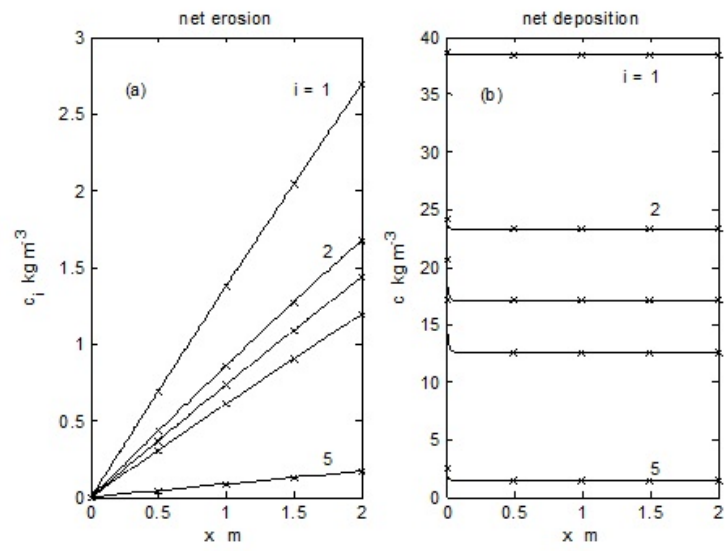 net erosion
3
2.5
2
1.5
1
0.5
0
(a)
i = 1
2
5
c_i kg m^-3
0 0.5 1 1.5 2
x m
net deposition
40
35
30
25
20
15
10
5
0
i = 1
(b)
2
5
c kg m^-3
0 0.5 1 1.5 2
x m